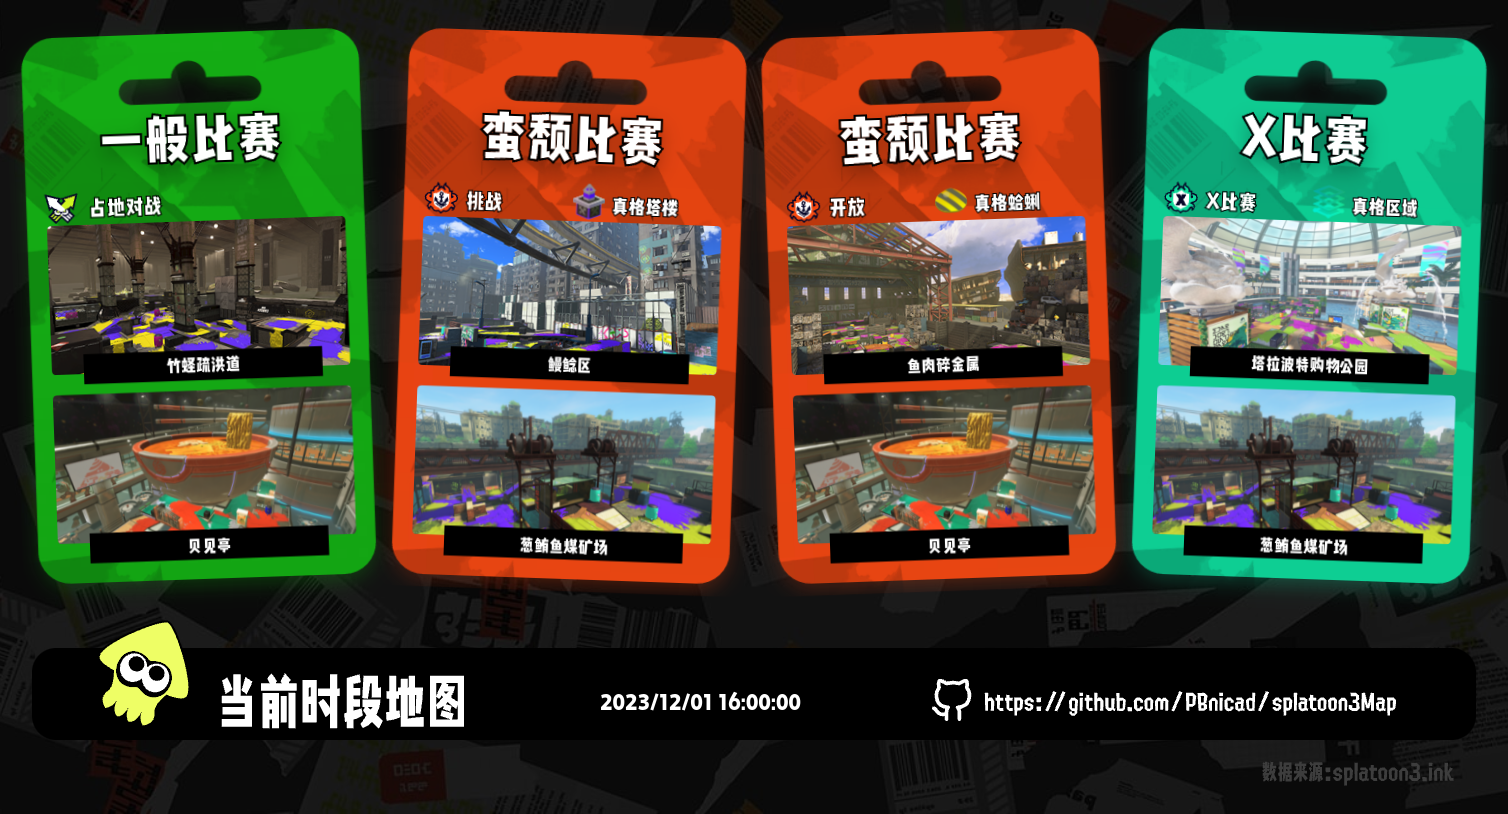 一般比赛
占地对战
竹蛏疏洪道
贝见亭
蛮颓比赛
挑战
真格塔楼
鳗鲶区
葱鲔鱼煤矿场
蛮颓比赛
开放
真格蛤蜊
鱼肉碎金属
贝见亭
X比赛
X比赛
真格区域
塔拉波特购物公园
葱鲔鱼煤矿场
当前时段地图
2023/12/01 16:00:00
https://github.com/PBnicad/splatoon3Map
数据来源:splatoon3.ink